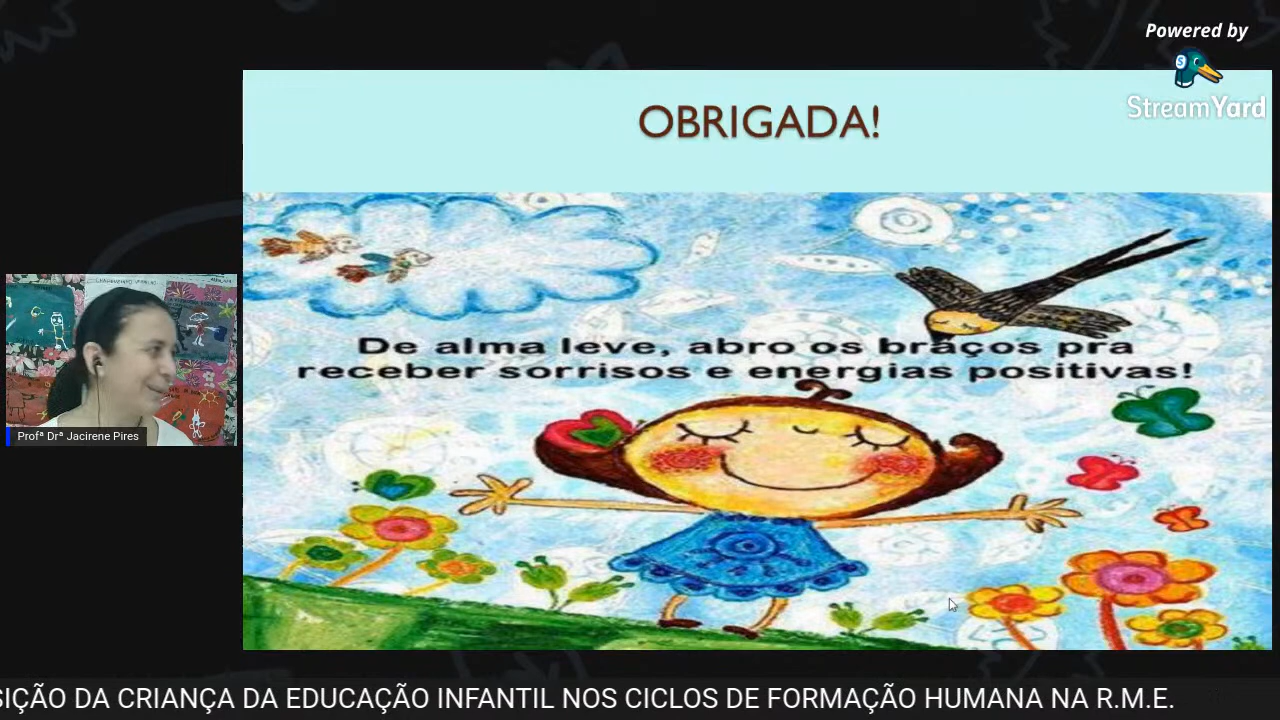 Powered by
StreamYard
OBRIGADA!
De alma leve, abro os braços pra
receber sorrisos e energias positivas!
Profª Drª Jacirene Pires
SIÇÃO DA CRIANÇA DA EDUCAÇÃO INFANTIL NOS CICLOS DE FORMAÇÃO HUMANA NA R.M.E.